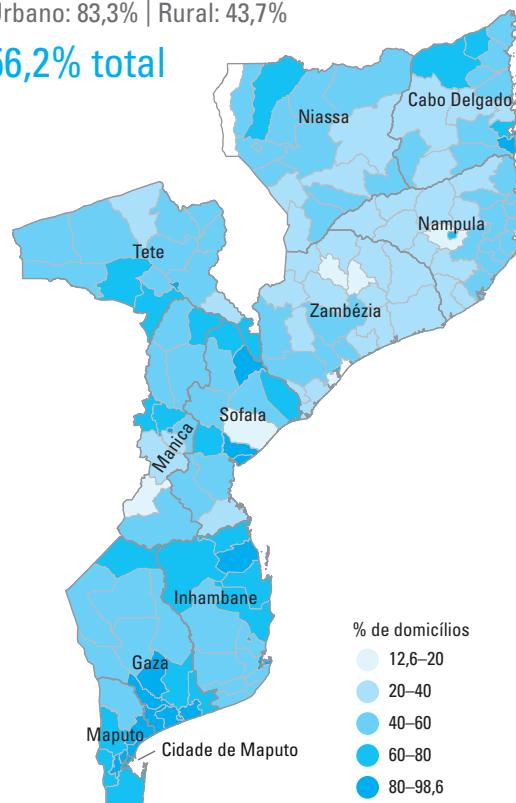 Urbano: 83,3% | Rural: 43,7%
56,2% total
Niassa
Cabo Delgado
Nampula
Tete
Zambézia
Sofala
Manica
Inhambane
Gaza
Maputo
Cidade de Maputo
% de domicílios
12,6–20
20–40
40–60
60–80
80–98,6